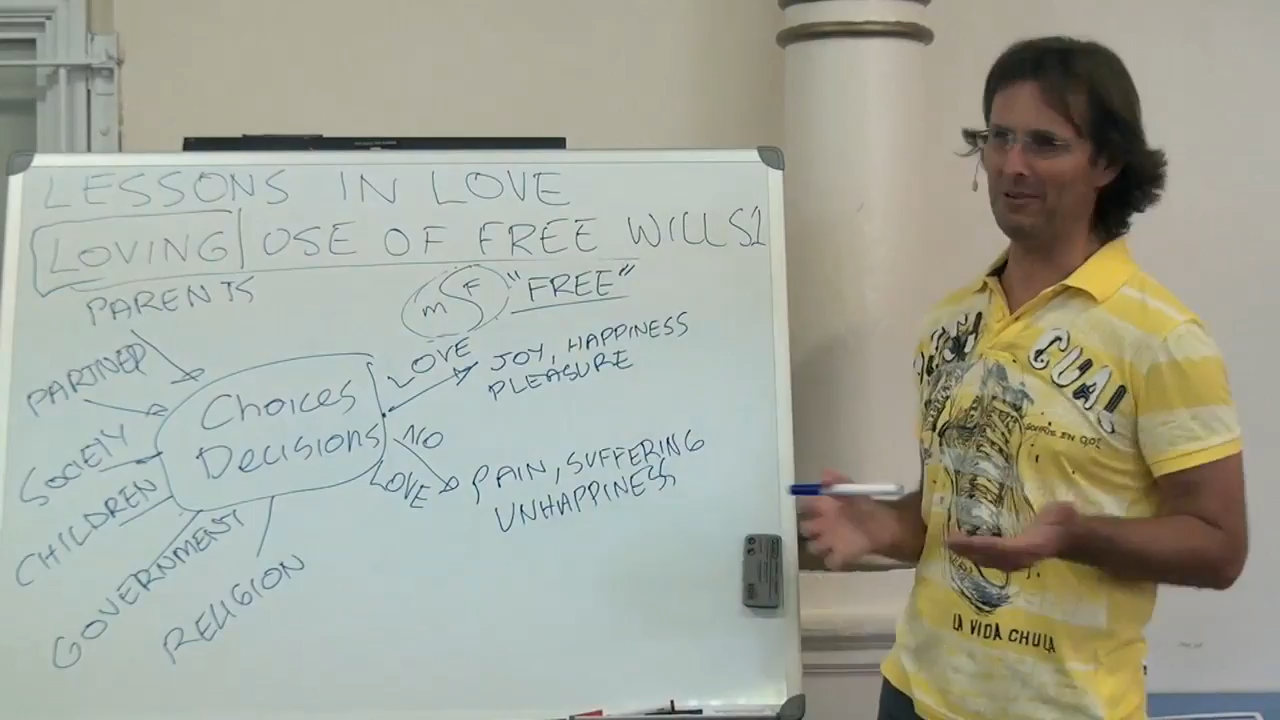 LESSONS IN LOVE
LOVING USE OF FREE WILL S1
PARENTS
m F "FREE"
PARTNER
LOVE
JOY, HAPPINESS
PLEASURE
Choices
Decisions
SOCIETY
NO
LOVE
PAIN, SUFFERING
UNHAPPINESS
CHILDREN
GOVERNMENT
RELIGION
CUAL
LA VIDA CHULA